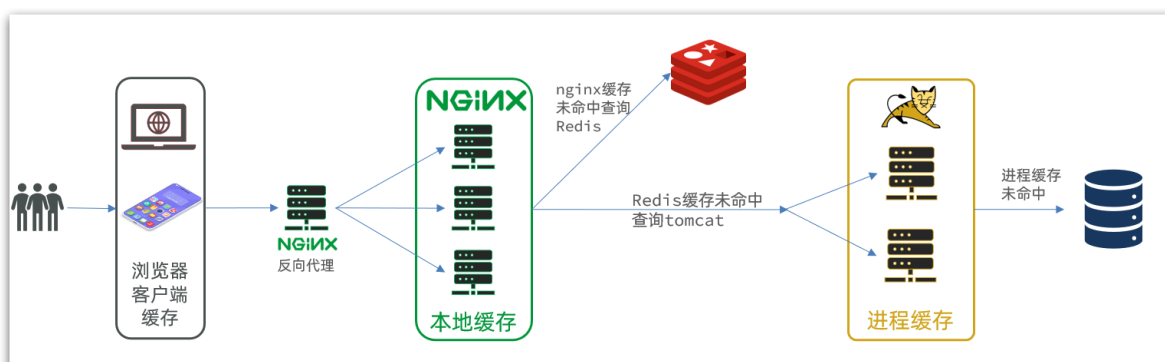 浏览器
客户端
缓存
NGINX
反向代理
NGINX
本地缓存
nginx缓存
未命中查询
Redis
Redis缓存未命中
查询tomcat
进程缓存
进程缓存
未命中